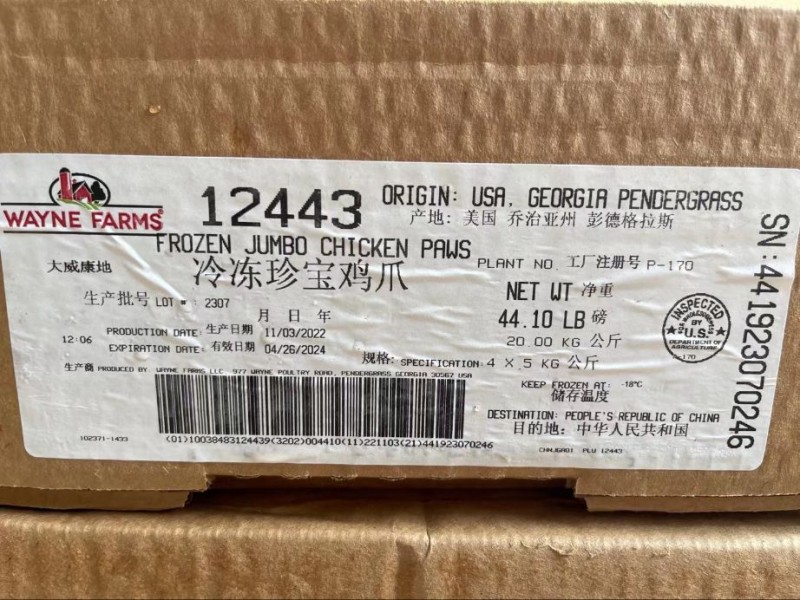 WAYNE FARMS®
大威康地
12443
ORIGIN: USA, GEORGIA PENDERGRASS
产地: 美国 乔治亚州 彭德格拉斯
FROZEN JUMBO CHICKEN PAWS
冷冻珍宝鸡爪
PLANT NO. 工厂注册号 P-170
生产批号 LOT #: 2307
月 日 年
NET WT 净重
44.10 LB 磅
20.00 KG 公斤
12:06
PRODUCTION DATE: 生产日期 11/03/2022
EXPIRATION DATE: 有效日期 04/26/2024
规格: SPECIFICATION: 4 X 5 KG 公斤
生产商 PRODUCED BY: WAYNE FARMS LLC 977 WAYNE POULTRY ROAD, PENDERGRASS GEORGIA 30567 USA
KEEP FROZEN AT: -18°C
储存温度
DESTINATION: PEOPLE'S REPUBLIC OF CHINA
目的地: 中华人民共和国
102371-1433
(01)10038483124439(3202)004410(11)221103(21)441923070246
CHNJGA01 PLU 12443
INSPECTED
BY
U.S.
DEPARTMENT OF
AGRICULTURE
P-170
SN: 441923070246